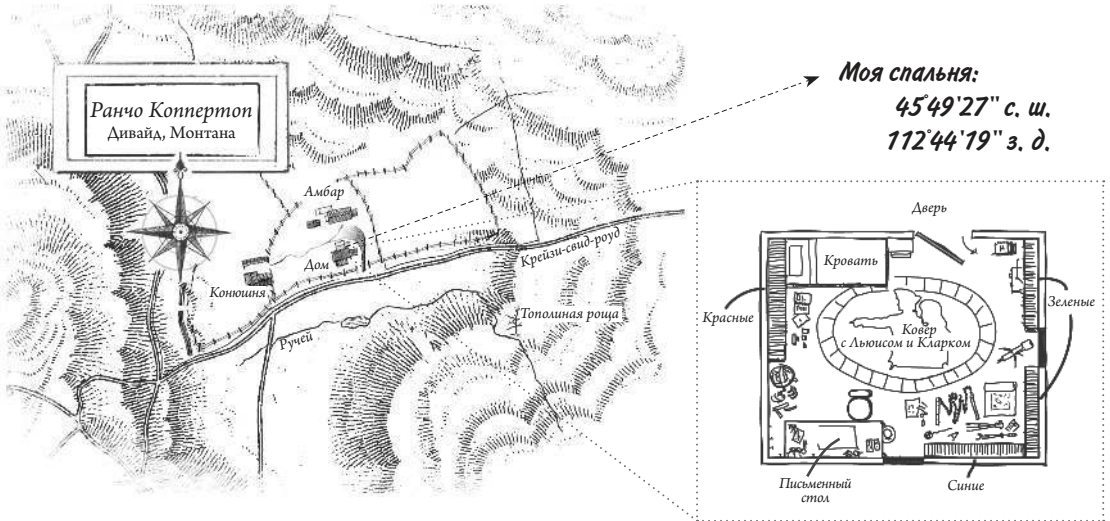 Ранчо Коппертоп
Дивайд, Монтана
Моя спальня:
45°49'27" с. ш.
112°44'19" з. д.
Амбар
Дом
Конюшня
Крейзи-свид-роуд
Тополиная роща
Ручей
Дверь
Кровать
Красные
Зеленые
Ковер
с Льюисом и Кларком
Письменный
стол
Синие